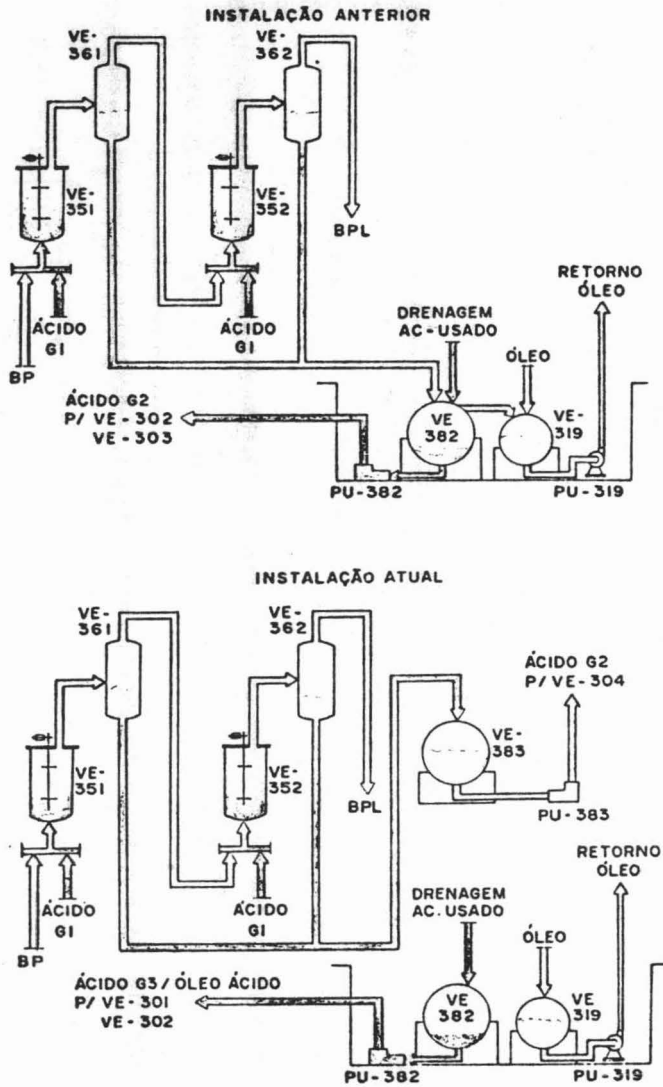 INSTALAÇÃO ANTERIOR
VE-
361
VE-
362
VE-
351
VE-
352
BPL
RETORNO
ÓLEO
ÁCIDO
G1
ÁCIDO
G1
BP
DRENAGEM
AC-USADO
ÓLEO
ÁCIDO G2
P/ VE-302
VE-303
VE
382
VE-
319
PU-382
PU-319
INSTALAÇÃO ATUAL
VE-
361
VE-
362
ÁCIDO G2
P/ VE-304
VE-
351
VE-
352
VE-
383
BPL
PU-383
RETORNO
ÓLEO
ÁCIDO
G1
ÁCIDO
G1
BP
DRENAGEM
AC. USADO
ÓLEO
ÁCIDO G3/ÓLEO ÁCIDO
P/ VE-301
VE-302
VE
382
VE
319
PU-382
PU-319